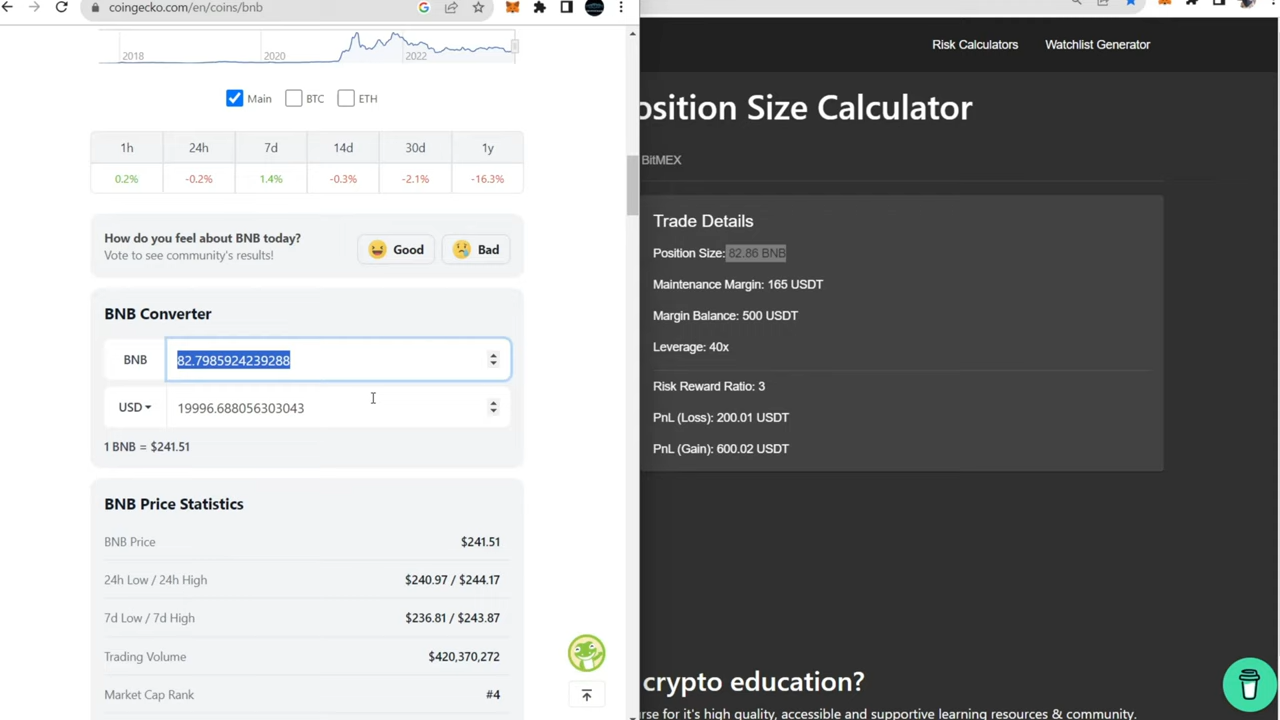 coingecko.com/en/coins/bnb
2018
2020
2022
Main
BTC
ETH
1h 24h 7d 14d 30d 1y
0.2% -0.2% 1.4% -0.3% -2.1% -16.3%
How do you feel about BNB today?
Vote to see community's results!
Good
Bad
BNB Converter
BNB 82.7985924239288
USD 19996.688056303043
1 BNB = $241.51
BNB Price Statistics
BNB Price $241.51
24h Low / 24h High $240.97 / $244.17
7d Low / 7d High $236.81 / $243.87
Trading Volume $420,370,272
Market Cap Rank #4
Risk Calculators Watchlist Generator
osition Size Calculator
BitMEX
Trade Details
Position Size: 82.86 BNB
Maintenance Margin: 165 USDT
Margin Balance: 500 USDT
Leverage: 40x
Risk Reward Ratio: 3
PnL (Loss): 200.01 USDT
PnL (Gain): 600.02 USDT
crypto education?
rse for it's high quality, accessible and supportive learning resources & community.